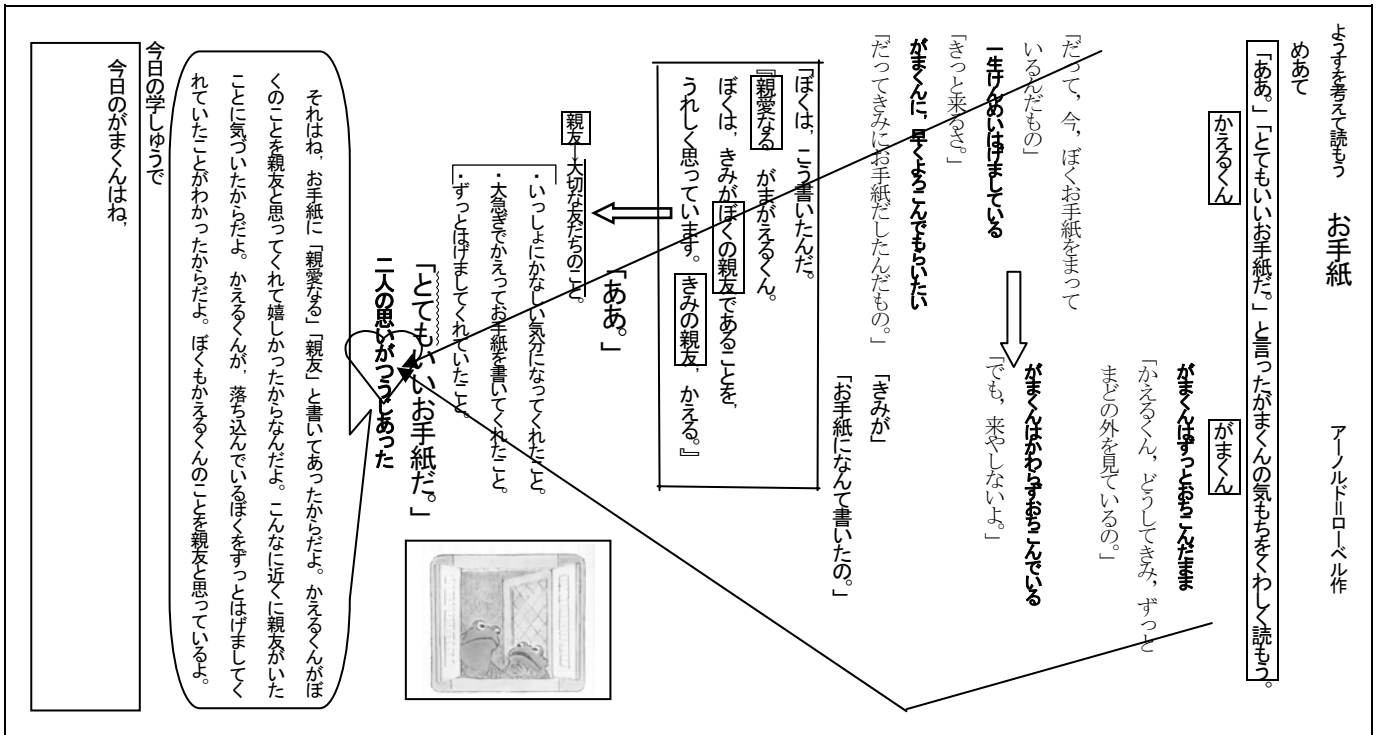 ようすを考えて読もう　お手紙　アーノルド＝ローベル作
めあて
「ああ。」「とてもいいお手紙だ。」と言ったがまくんの気もちをくわしく読もう。
かえるくん
がまくん
がまくんはずっとおちこんだまま
「かえるくん，どうしてきみ，ずっと
まどの外を見ているの。」
「だって，今，ぼくお手紙をまって
いるんだもの」
一生けんめいはげましている
がまくんはかわらずおちこんでいる
「きっと来るさ。」
「でも，来やしないよ。」
がまくんに，早くよろこんでもらいたい
「だってきみにお手紙だしたんだもの。」
「きみが」
「お手紙になんて書いたの。」
「ぼくは，こう書いたんだ。
『親愛なる　がまがえるくん。
ぼくは，きみがぼくの親友であることを，
うれしく思っています。きみの親友，かえる。』
「ああ。」
親友→大切な友だちのこと。
・いっしょにかなしい気分になってくれたこと。
・大急ぎでかえってお手紙を書いてくれたこと。
・ずっとはげましてくれていたこと。
「とてもいいお手紙だ。」
二人の思いがつうじあった
それはね，お手紙に「親愛なる」「親友」と書いてあったからだよ。かえるくんがぼ
くのことを親友と思ってくれて嬉しかったからなんだよ。こんなに近くに親友がいた
ことに気づいたからだよ。かえるくんが，落ち込んでいるぼくをずっとはげましてく
れていたことがわかったからだよ。ぼくもかえるくんのことを親友と思っているよ。
今日の学しゅうで
今日のがまくんはね，